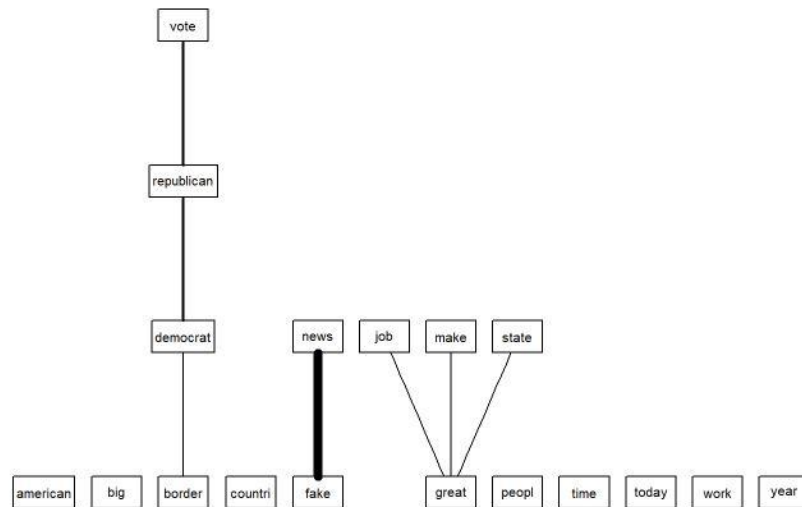 vote
republican
democrat
news
job
make
state
american
big
border
countri
fake
great
peopl
time
today
work
year